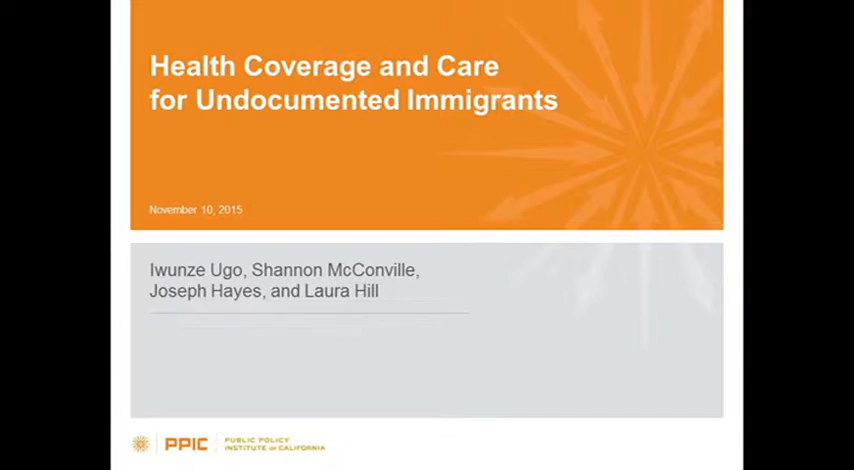 Health Coverage and Care
for Undocumented Immigrants
November 10, 2015
Iwunze Ugo, Shannon McConville,
Joseph Hayes, and Laura Hill
PPIC
PUBLIC POLICY
INSTITUTE OF CALIFORNIA